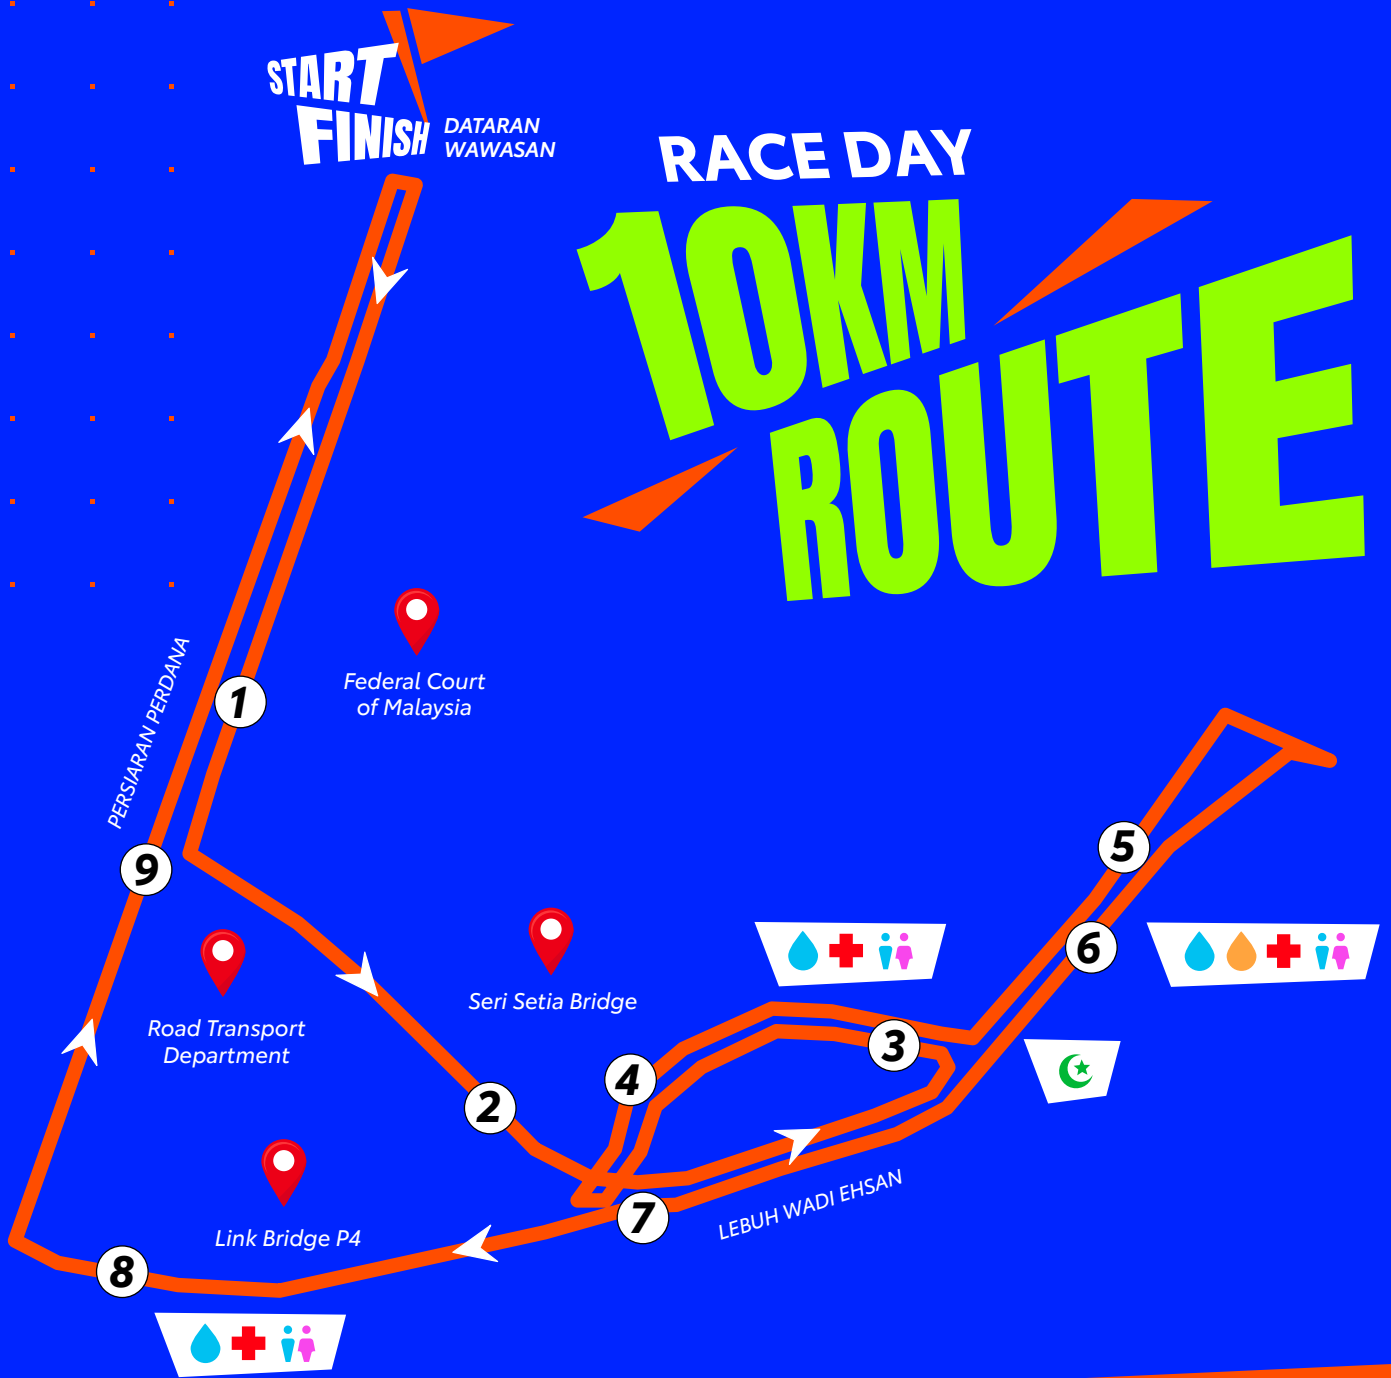 START
FINISH
DATARAN
WAWASAN
RACE DAY
10KM
ROUTE
Federal Court
of Malaysia
PERSIARAN PERDANA
1
9
5
6
Seri Setia Bridge
Road Transport
Department
3
4
2
7
LEBUH WADI EHSAN
Link Bridge P4
8